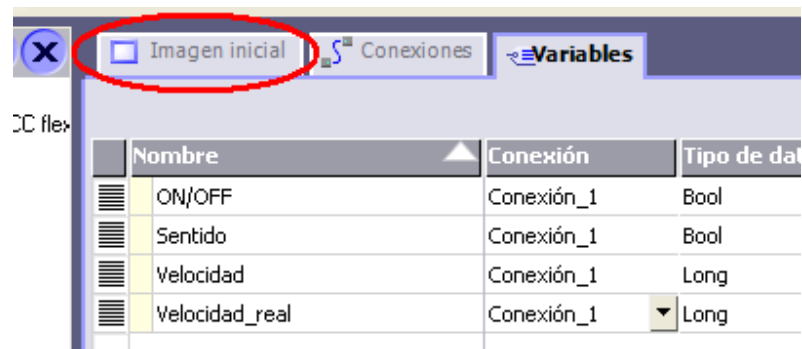 Imagen inicial Conexiones Variables
CC flex
Nombre Conexión Tipo de dat
ON/OFF Conexión_1 Bool
Sentido Conexión_1 Bool
Velocidad Conexión_1 Long
Velocidad_real Conexión_1 Long